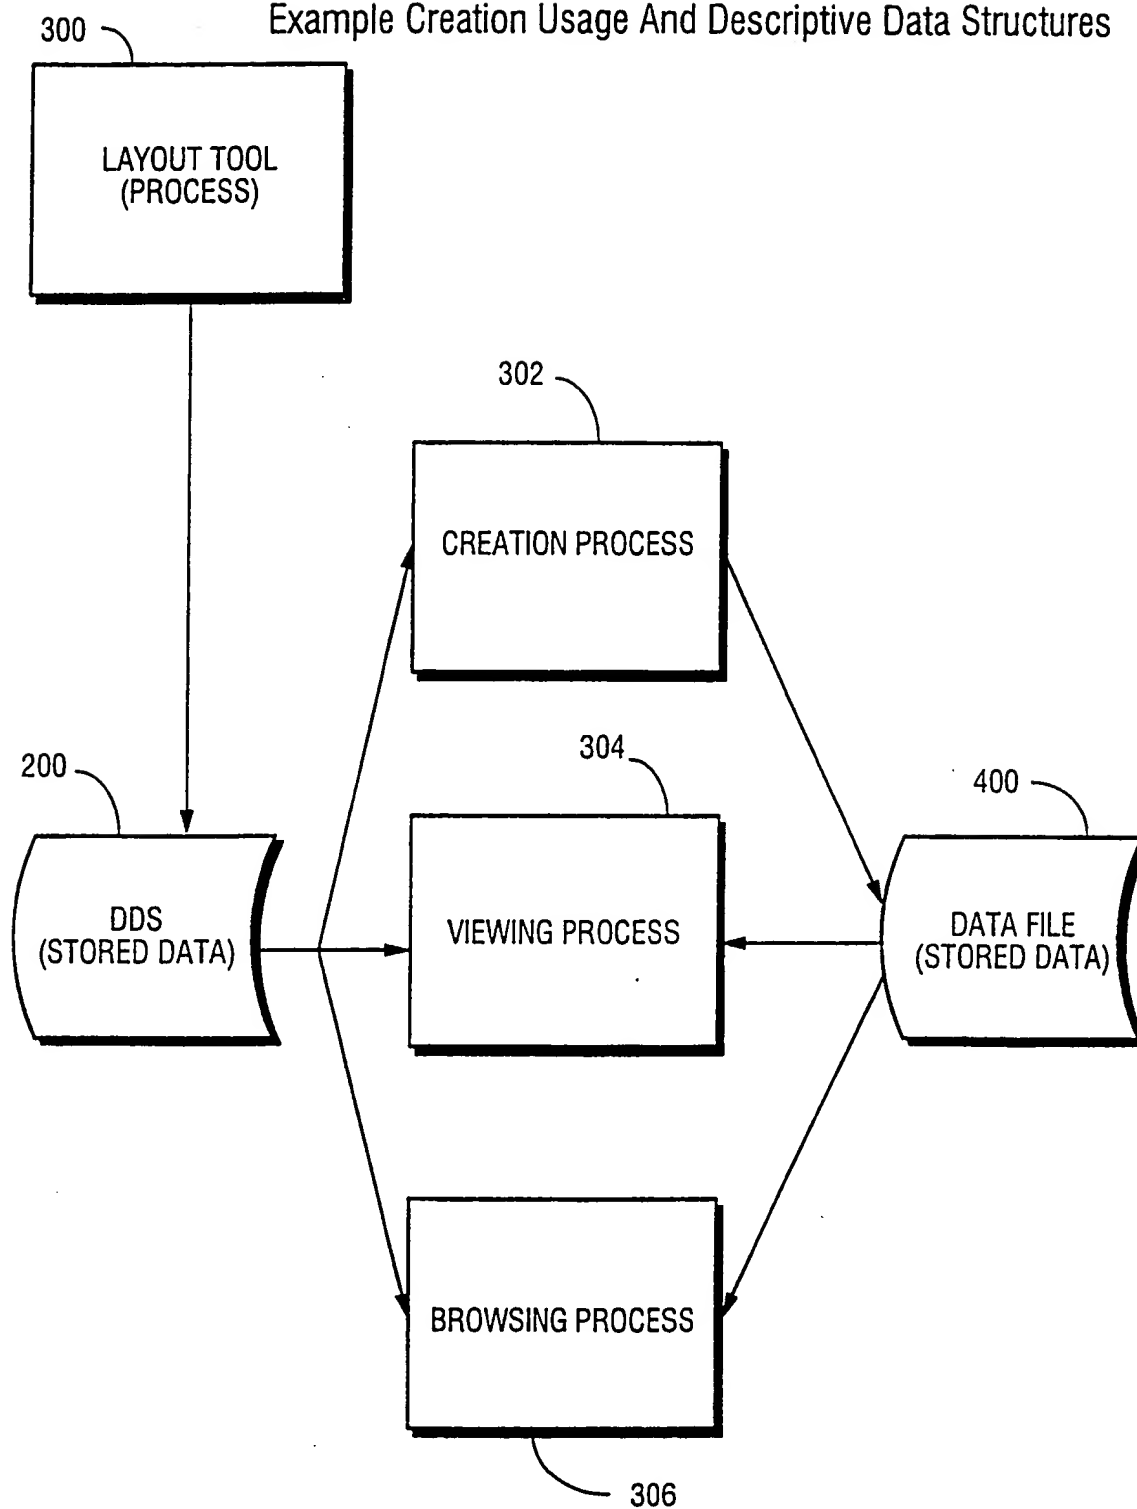 Example Creation Usage And Descriptive Data Structures
300
LAYOUT TOOL
(PROCESS)
302
CREATION PROCESS
200
304
400
DDS
(STORED DATA)
VIEWING PROCESS
DATA FILE
(STORED DATA)
BROWSING PROCESS
306